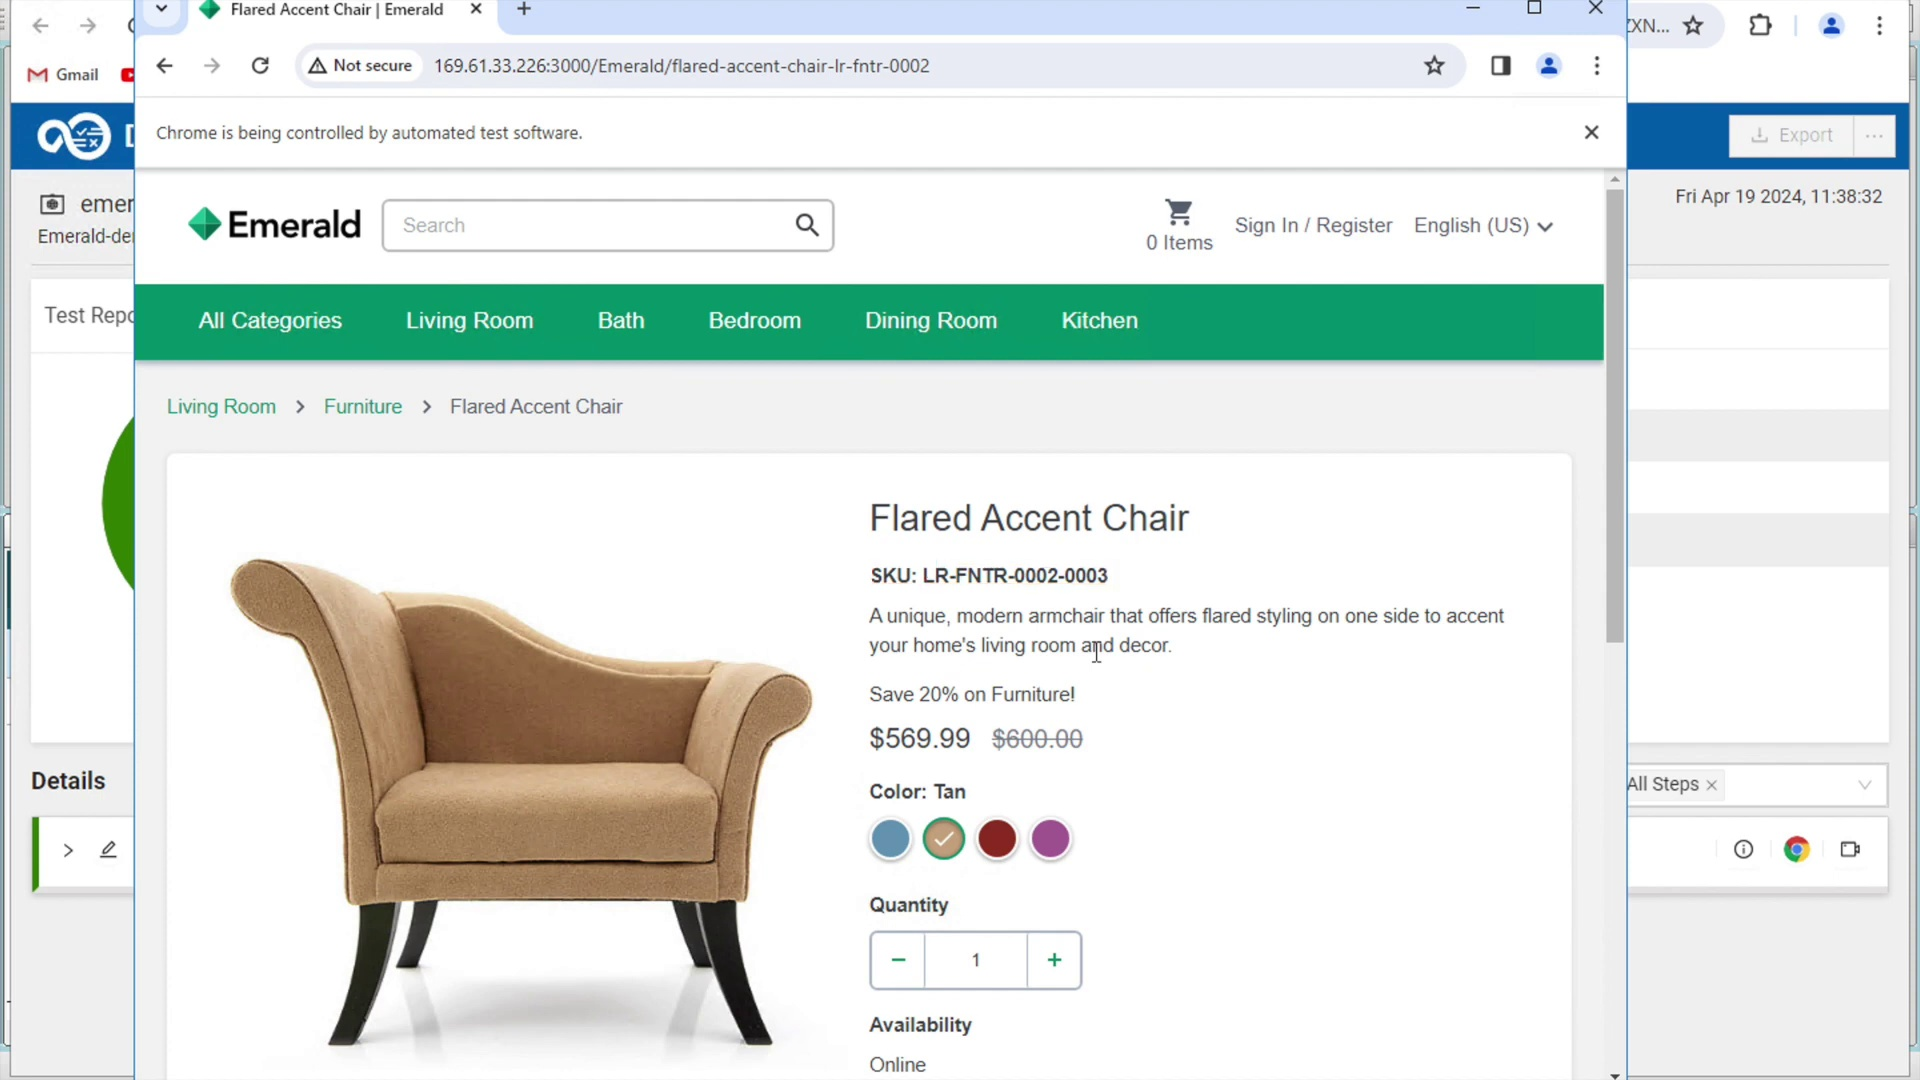 Flared Accent Chair | Emerald
Not secure
169.61.33.226:3000/Emerald/flared-accent-chair-lr-fntr-0002
ZXN...
Gmail
Chrome is being controlled by automated test software.
Export
emer
Emerald-de
Fri Apr 19 2024, 11:38:32
Emerald
Search
0 Items
Sign In / Register
English (US)
Test Repo
All Categories
Living Room
Bath
Bedroom
Dining Room
Kitchen
Living Room > Furniture > Flared Accent Chair
Flared Accent Chair
SKU: LR-FNTR-0002-0003
A unique, modern armchair that offers flared styling on one side to accent
your home's living room and decor.
Save 20% on Furniture!
$569.99 $600.00
Color: Tan
Details
All Steps
Quantity
1
Availability
Online